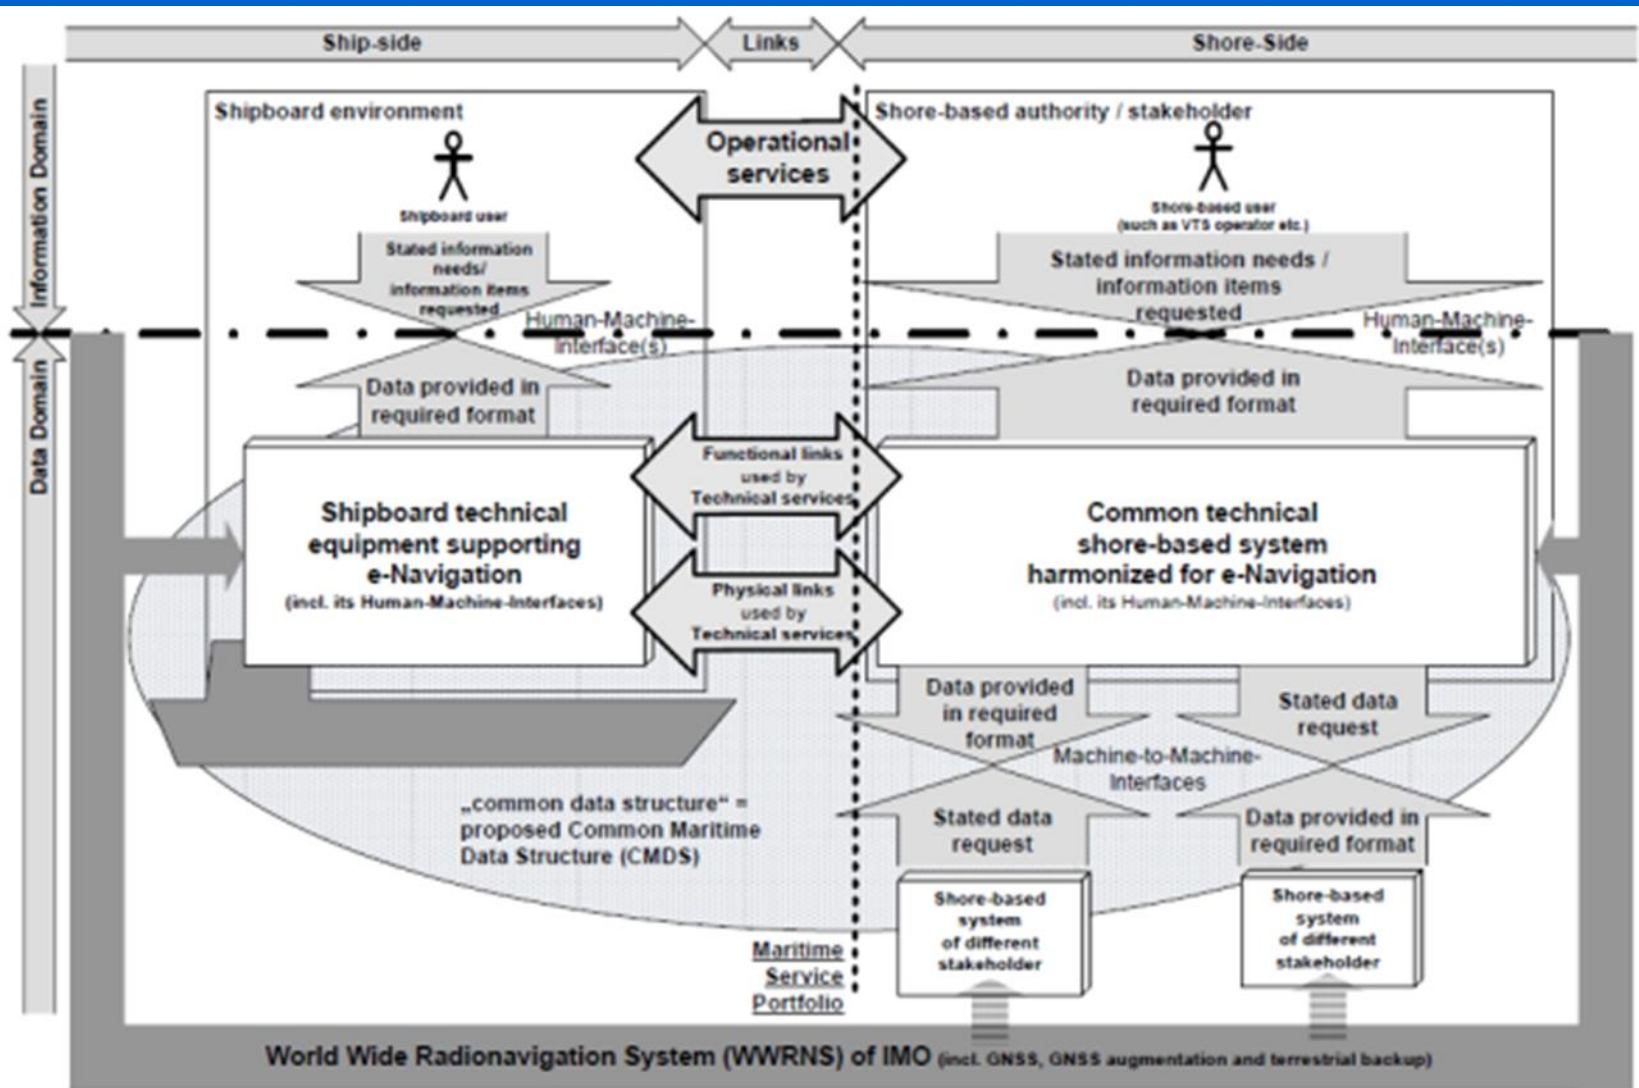 Ship-side
Links
Shore-Side
Information Domain
Data Domain
Shipboard environment
Shipboard user
Stated information
needs/
information items
requested
Human-Machine-
Interface(s)
Data provided in
required format
Shipboard technical
equipment supporting
e-Navigation
(incl. its Human-Machine-Interfaces)
Operational
services
Functional links
used by
Technical services
Physical links
used by
Technical services
Shore-based authority / stakeholder
Shore-based user
(such as VTS operator etc.)
Stated information needs /
information items
requested
Human-Machine-
Interface(s)
Data provided in
required format
Common technical
shore-based system
harmonized for e-Navigation
(incl. its Human-Machine-Interfaces)
Data provided
in required
format
Stated data
request
Machine-to-Machine-
Interfaces
Stated data
request
Data provided in
required format
„common data structure“ =
proposed Common Maritime
Data Structure (CMDS)
Shore-based
system
of different
stakeholder
Shore-based
system
of different
stakeholder
Maritime
Service
Portfolio
World Wide Radionavigation System (WWRNS) of IMO (incl. GNSS, GNSS augmentation and terrestrial backup)